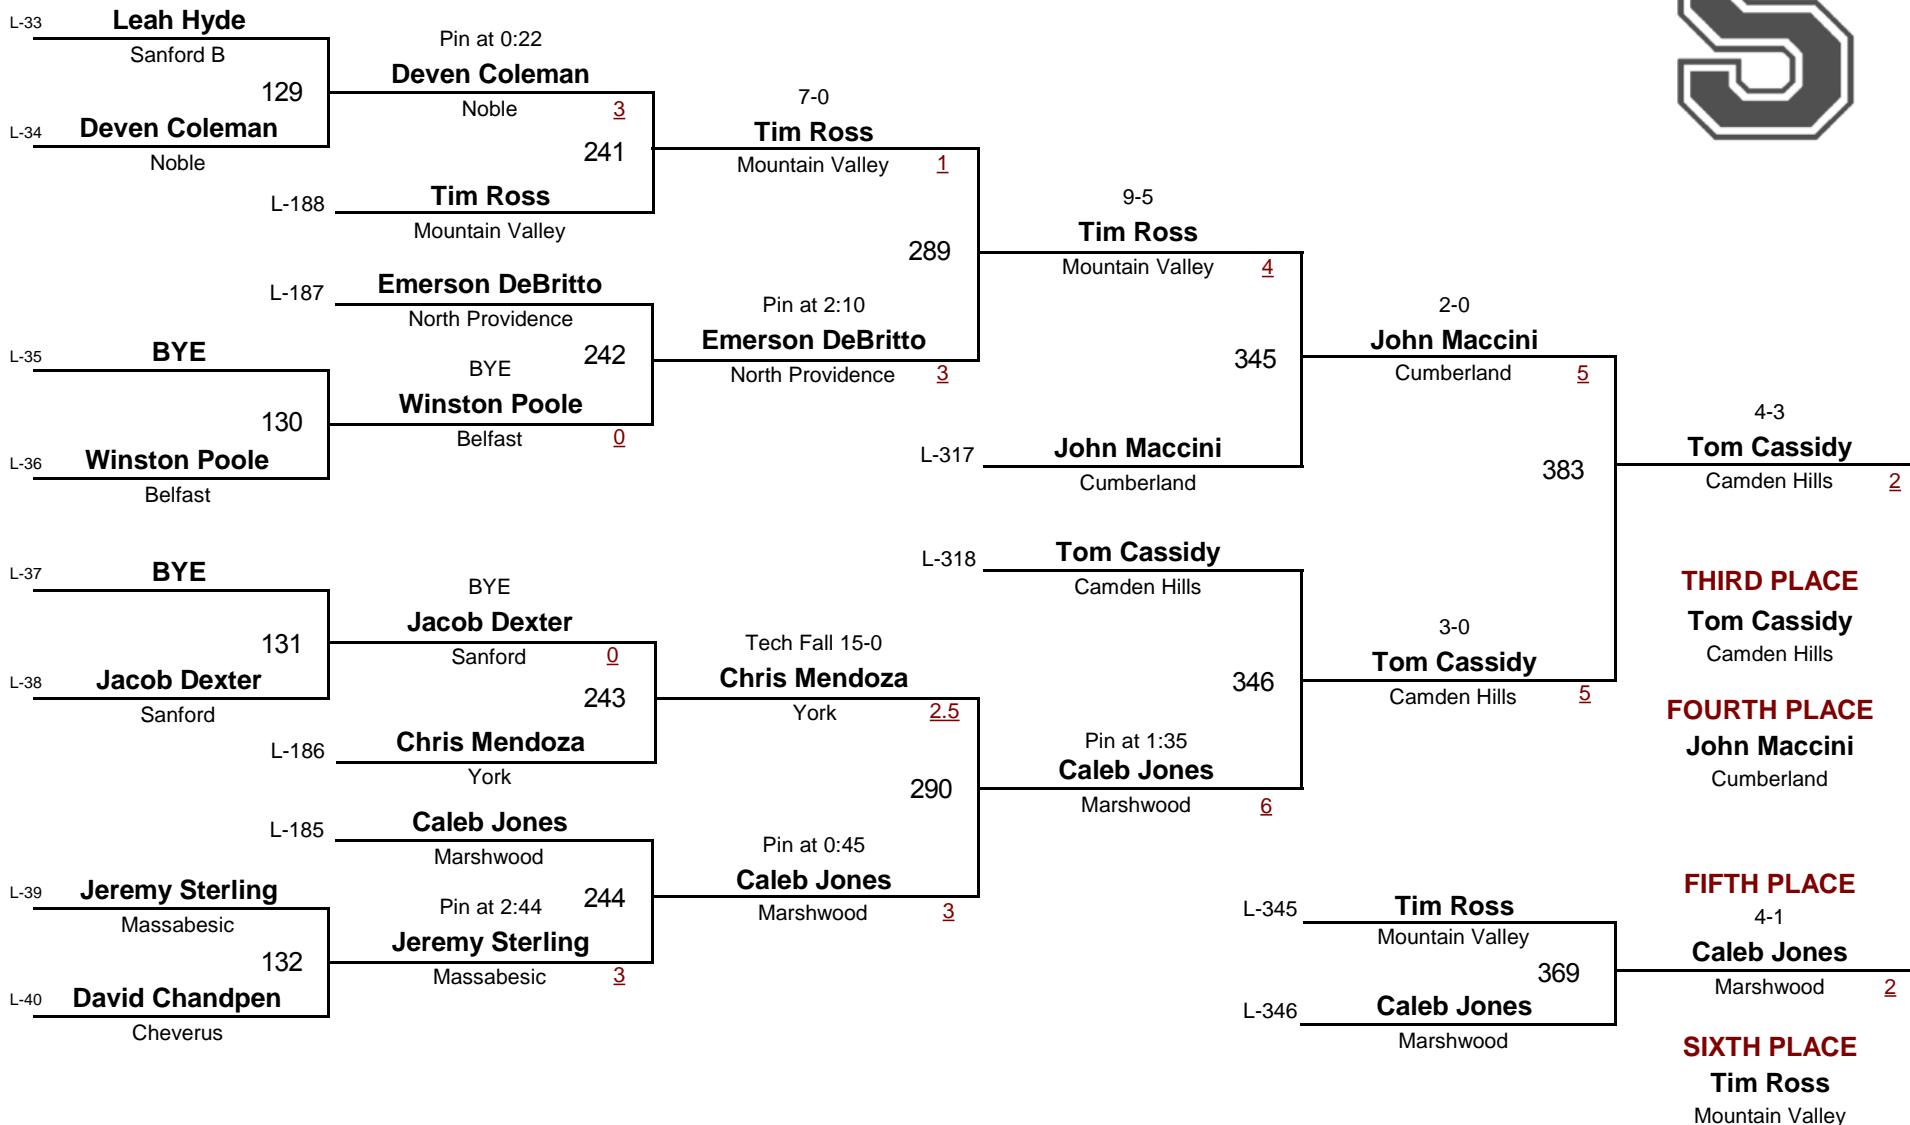 L-33 Leah Hyde
Sanford B
129
L-34 Deven Coleman
Noble
Pin at 0:22
Deven Coleman
Noble 3
241
L-188 Tim Ross
Mountain Valley
7-0
Tim Ross
Mountain Valley 1
L-187 Emerson DeBritto
North Providence
242
L-35 BYE
130
L-36 Winston Poole
Belfast
BYE
Winston Poole
Belfast 0
Pin at 2:10
Emerson DeBritto
North Providence 3
289
9-5
Tim Ross
Mountain Valley 4
345
L-317 John Maccini
Cumberland
2-0
John Maccini
Cumberland 5
383
4-3
Tom Cassidy
Camden Hills 2
L-37 BYE
131
L-38 Jacob Dexter
Sanford
BYE
Jacob Dexter
Sanford 0
243
L-186 Chris Mendoza
York
Tech Fall 15-0
Chris Mendoza
York 2.5
290
L-185 Caleb Jones
Marshwood
244
L-39 Jeremy Sterling
Massabesic
132
L-40 David Chandpen
Cheverus
Pin at 2:44
Jeremy Sterling
Massabesic 3
Pin at 0:45
Caleb Jones
Marshwood 3
L-318 Tom Cassidy
Camden Hills
346
Pin at 1:35
Caleb Jones
Marshwood 6
3-0
Tom Cassidy
Camden Hills 5
THIRD PLACE
Tom Cassidy
Camden Hills
FOURTH PLACE
John Maccini
Cumberland
L-345 Tim Ross
Mountain Valley
369
L-346 Caleb Jones
Marshwood
FIFTH PLACE
4-1
Caleb Jones
Marshwood 2
SIXTH PLACE
Tim Ross
Mountain Valley
S